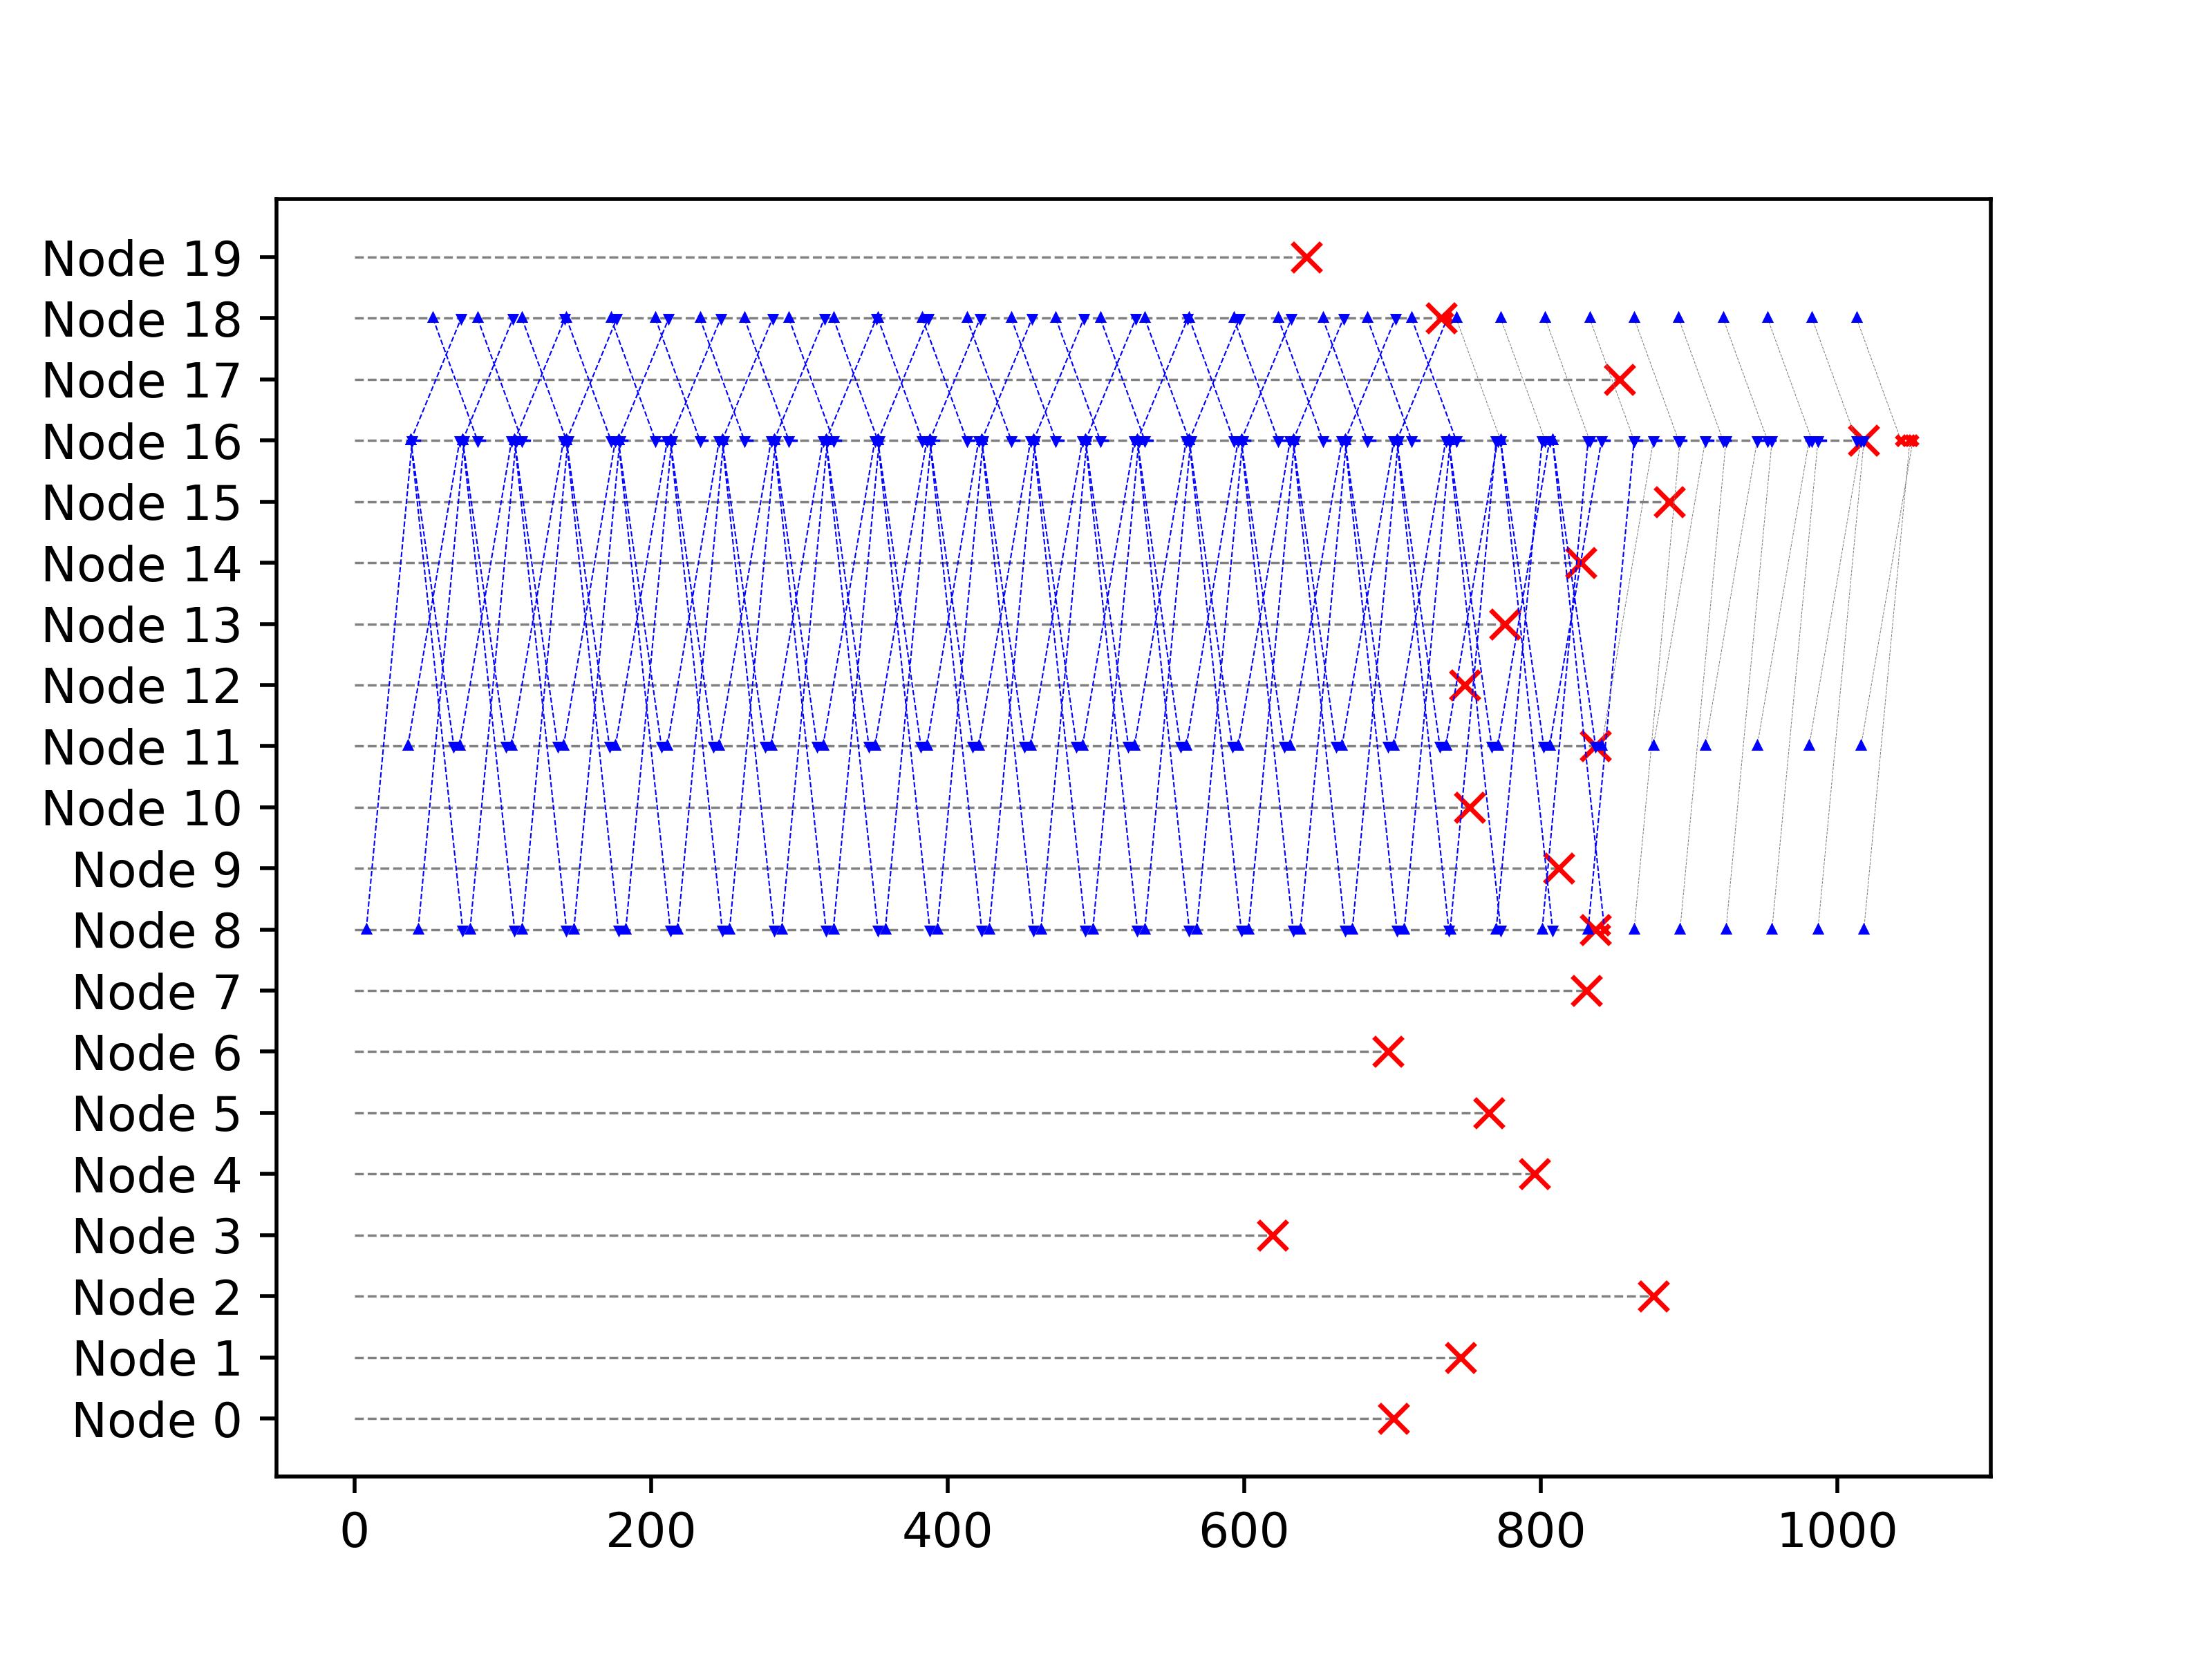 Node 19
Node 18
Node 17
Node 16
Node 15
Node 14
Node 13
Node 12
Node 11
Node 10
Node 9
Node 8
Node 7
Node 6
Node 5
Node 4
Node 3
Node 2
Node 1
Node 0
0 200 400 600 800 1000